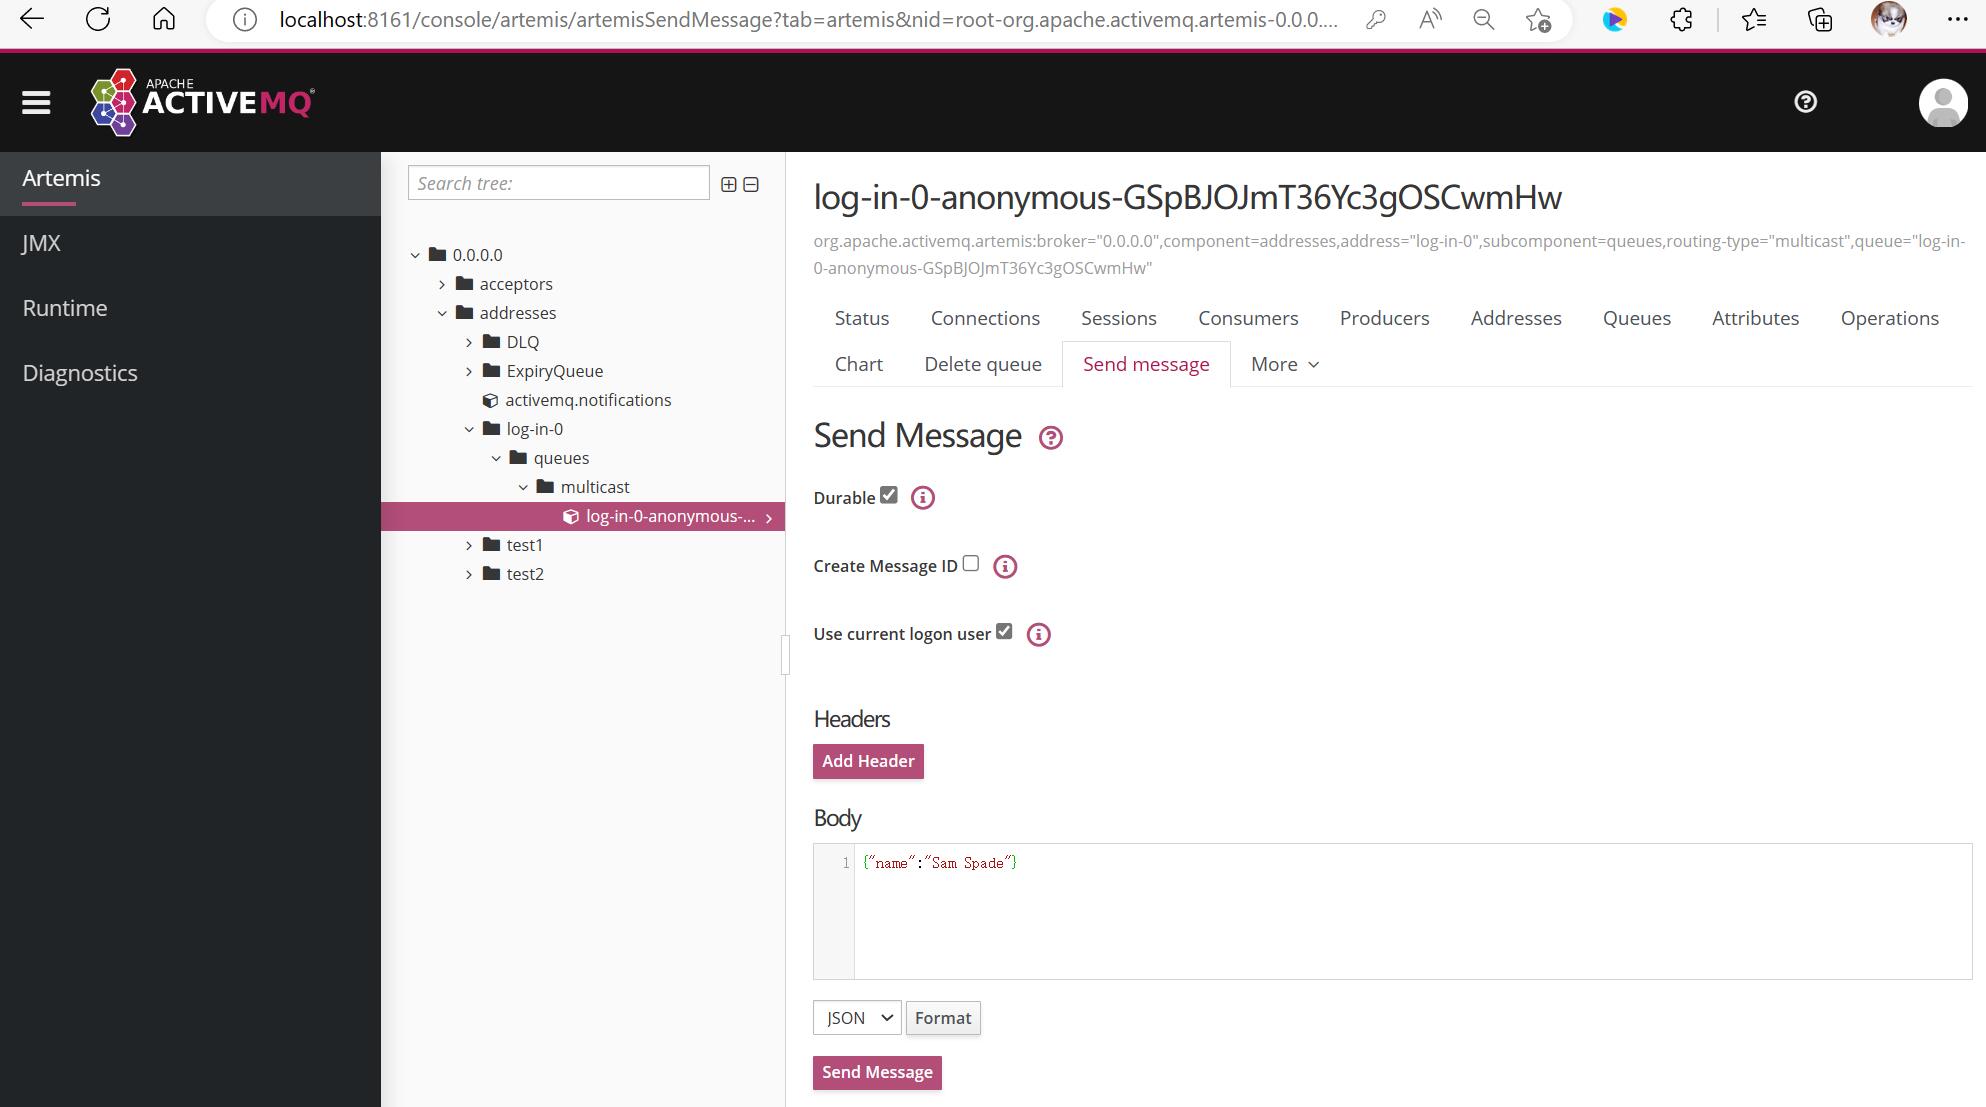 localhost:8161/console/artemis/artemisSendMessage?tab=artemis&nid=root-org.apache.activemq.artemis-0.0.0....
APACHE
ACTIVEMQ
Artemis
JMX
Runtime
Diagnostics
Search tree:
0.0.0.0
acceptors
addresses
DLQ
ExpiryQueue
activemq.notifications
log-in-0
queues
multicast
log-in-0-anonymous-...
test1
test2
log-in-0-anonymous-GSpBJOJmT36Yc3gOSCwmHw
org.apache.activemq.artemis:broker="0.0.0.0",component=addresses,address="log-in-0",subcomponent=queues,routing-type="multicast",queue="log-in-
0-anonymous-GSpBJOJmT36Yc3gOSCwmHw"
Status Connections Sessions Consumers Producers Addresses Queues Attributes Operations
Chart Delete queue Send message More
Send Message
Durable
Create Message ID
Use current logon user
Headers
Add Header
Body
1 {"name":"Sam Spade"}
JSON Format
Send Message